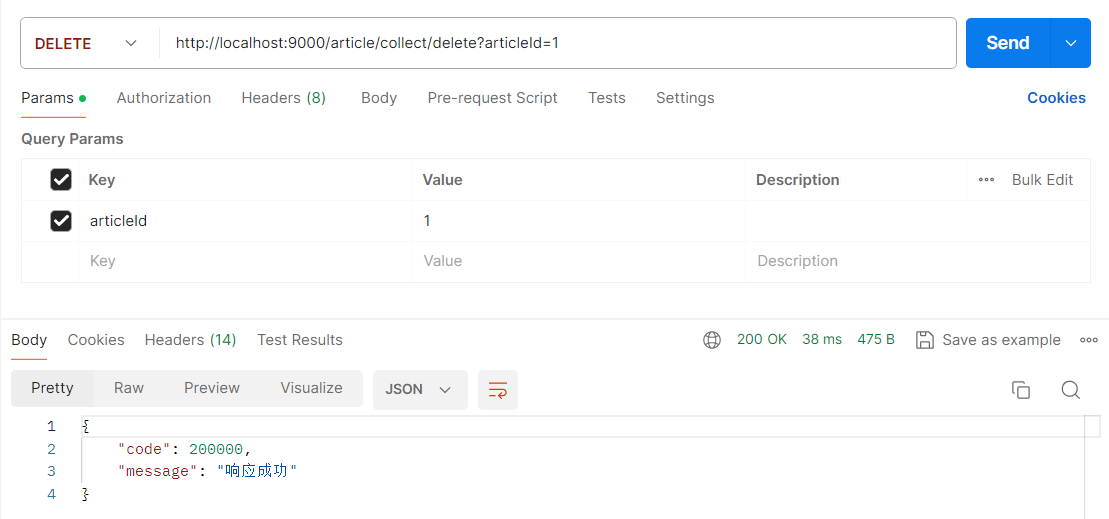 DELETE http://localhost:9000/article/collect/delete?articleId=1 Send
Params Authorization Headers (8) Body Pre-request Script Tests Settings Cookies
Query Params
Key Value Description Bulk Edit
articleId 1
Key Value Description
Body Cookies Headers (14) Test Results 200 OK 38 ms 475 B Save as example
Pretty Raw Preview Visualize JSON
1 {
2 "code": 200000,
3 "message": "响应成功"
4 }